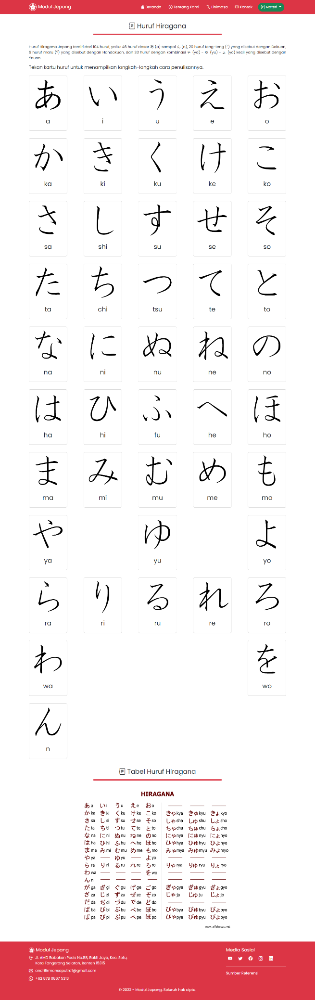 Modul Jepang Beranda Tentang Kami Linimasa Kontak Materi
Huruf Hiragana
Huruf Hiragana Jepang terdiri dari 104 huruf, yaitu: 46 huruf dasar あ (a) sampai ん (n), 20 huruf teng-teng (゛) yang disebut dengan Dakuon,
5 huruf maru (゜) yang disebut dengan Handakuon, dan 33 huruf dengan kombinasi ゃ (ya) - ゅ (yu) - ょ (yo) kecil yang disebut dengan
Youon.
Tekan kartu huruf untuk menampilkan langkah-langkah cara penulisannya.
あ い う え お
a i u e o
か き く け こ
ka ki ku ke ko
さ し す せ そ
sa shi su se so
た ち つ て と
ta chi tsu te to
な に ぬ ね の
na ni nu ne no
は ひ ふ へ ほ
ha hi fu he ho
ま み む め も
ma mi mu me mo
や ゆ よ
ya yu yo
ら り る れ ろ
ra ri ru re ro
わ を
wa wo
ん
n
Tabel Huruf Hiragana
HIRAGANA
あ a い i う u え e お o
か ka き ki く ku け ke こ ko きゃ kya きゅ kyu きょ kyo
さ sa し si す su せ se そ so しゃ sha しゅ shu しょ sho
た ta ち ti つ tu て te と to ちゃ cha ちゅ chu ちょ cho
な na に ni ぬ nu ね ne の no にゃ nya にゅ nyu にょ nyo
は ha ひ hi ふ hu へ he ほ ho ひゃ hya ひゅ hyu ひょ hyo
ま ma み mi む mu め me も mo みゃ mya みゅ myu みょ myo
や ya ゆ yu よ yo
ら ra り ri る ru れ re ろ ro りゃ rya りゅ ryu りょ ryo
わ wa を wo
ん n
が ga ぎ gi ぐ gu げ ge ご go ぎゃ gya ぎゅ gyu ぎょ gyo
ざ za じ zi ず zu ぜ ze ぞ zo じゃ ja じゅ ju じょ jo
だ da ぢ di づ du で de ど do
ば ba び bi ぶ bu べ be ぼ bo びゃ bya びゅ byu びょ byo
ぱ pa ぴ pi ぷ pu ぺ pe ぽ po ぴゃ pya ぴゅ pyu ぴょ pyo
www.alfabetos.net
Modul Jepang
Jl. AMD Babakan Pocis No.88, Bakti Jaya, Kec. Setu,
Kota Tangerang Selatan, Banten 15315
andrifirmansaputra1@gmail.com
+62 878 0867 5313
Media Sosial
Sumber Referensi
© 2022 - Modul Jepang. Seluruh hak cipta.